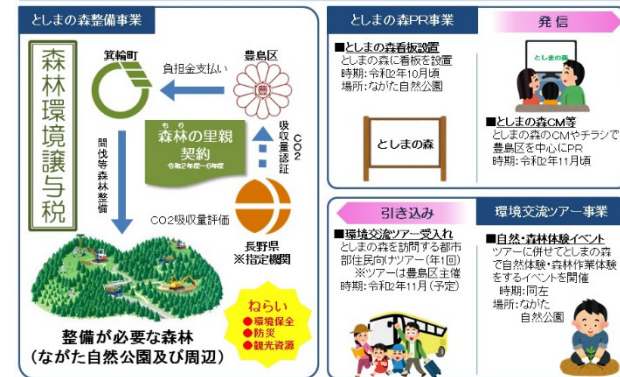 としまの森整備事業
森林環境譲与税
箕輪町
負担金支払い
豊島区
豊
森林の里親
もり
契約
令和2年度~6年度
吸収量認証
CO2
間伐等森林整備
CO2吸収量評価
長野県
※指定機関
ねらい
●環境保全
●防災
●観光資源
整備が必要な森林
(ながた自然公園及び周辺)
としまの森PR事業
■としまの森看板設置
としまの森に看板を設置
時期:令和2年10月頃
場所:ながた自然公園
としまの森
発信
としまの森
■としまの森CM等
としまの森のCMやチラシで
豊島区を中心にPR
時期:令和2年11月頃
引き込み
■環境交流ツアー受入れ
としまの森を訪問する都市
部住民向けツアー(年1回)
※ツアーは豊島区主催
時期:令和2年11月(予定)
環境交流ツアー事業
■自然・森林体験イベント
ツアーに併せてとしまの森
で自然体験・森林作業体験
をするイベントを開催
時期:同左
場所:ながた
自然公園